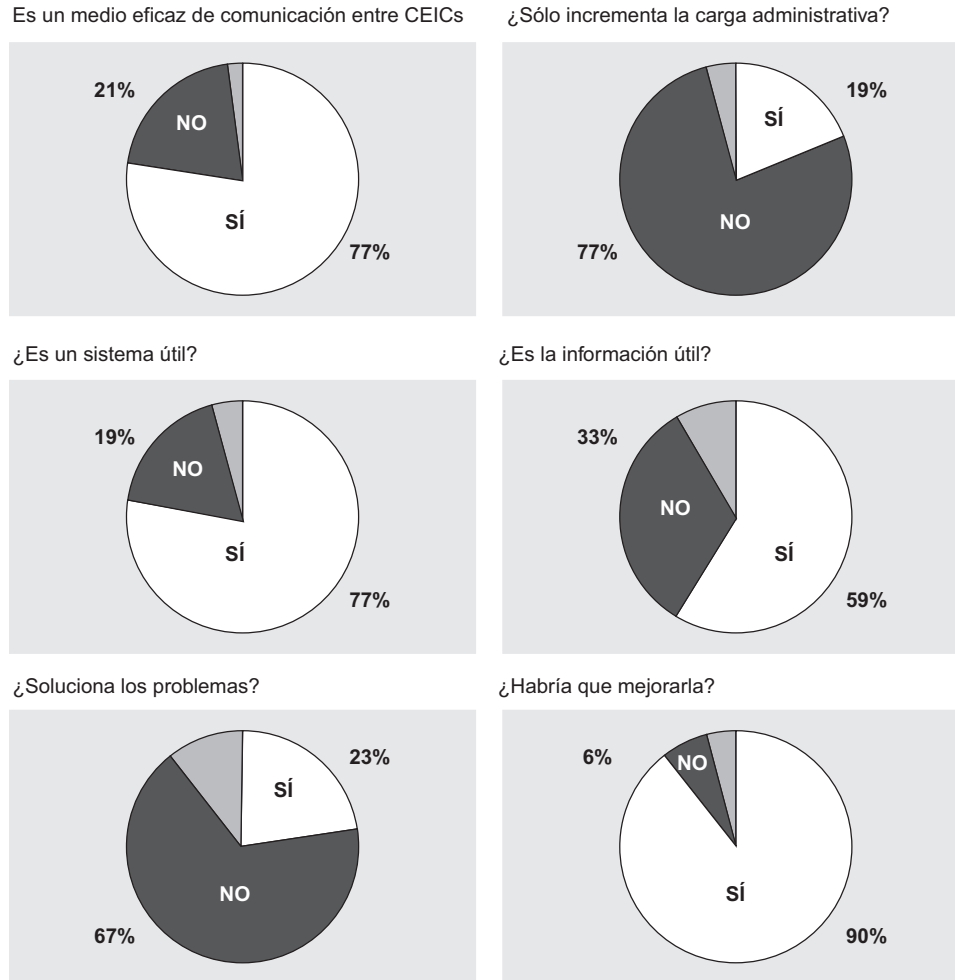 Es un medio eficaz de comunicación entre CEICs
21%
NO
SÍ
77%
¿Sólo incrementa la carga administrativa?
19%
SÍ
NO
77%
¿Es un sistema útil?
19%
NO
SÍ
77%
¿Es la información útil?
33%
NO
SÍ
59%
¿Soluciona los problemas?
23%
SÍ
NO
67%
¿Habría que mejorarla?
6%
NO
SÍ
90%